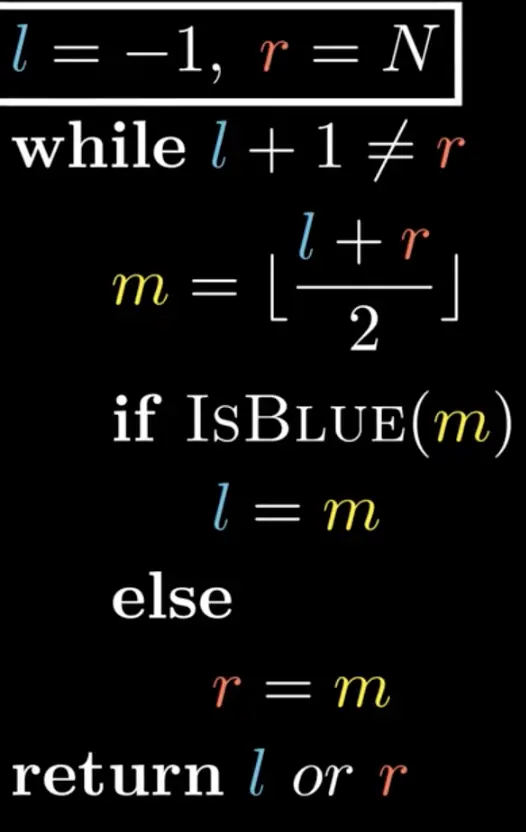 l = −1, r = N
while l + 1 ≠ r
m = ⌊(l + r)/2⌋
if IsBlue(m)
l = m
else
r = m
return l or r